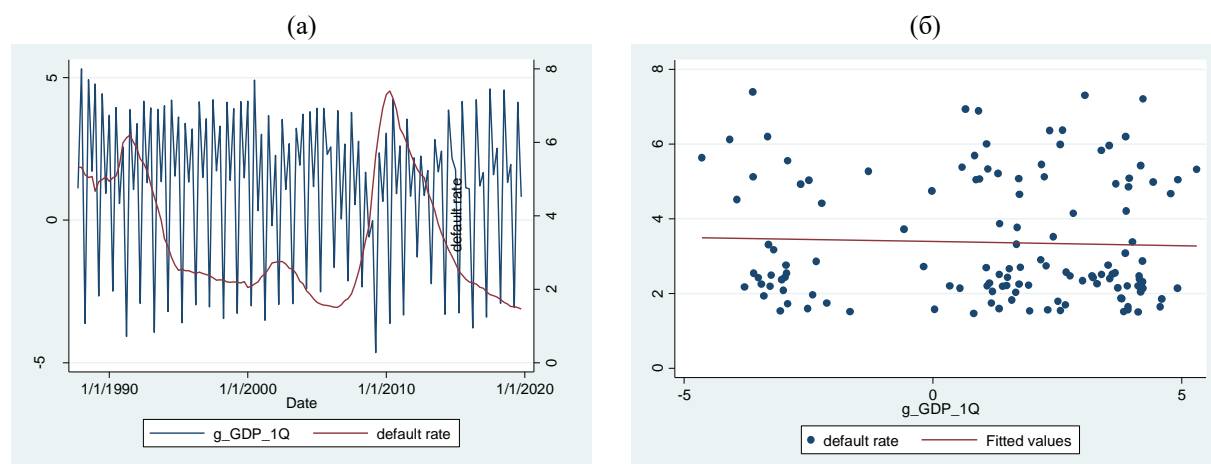 (а)
(б)
5
0
-5
8
6
4
2
0
default rate
1/1/1990
1/1/2000
1/1/2010
1/1/2020
Date
g_GDP_1Q
default rate
8
6
4
2
0
-5
0
5
g_GDP_1Q
default rate
Fitted values